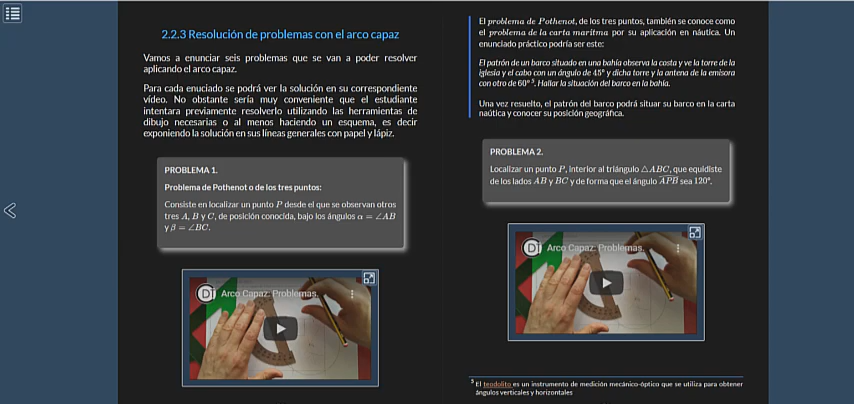 2.2.3 Resolución de problemas con el arco capaz
Vamos a enunciar seis problemas que se van a poder resolver
aplicando el arco capaz.
Para cada enuciado se podrá ver la solución en su correspondiente
vídeo. No obstante sería muy conveniente que el estudiante
intentara previamente resolverlo utilizando las herramientas de
dibujo necesarias o al menos haciendo un esquema, es decir
exponiendo la solución en sus líneas generales con papel y lápiz.
PROBLEMA 1.
Problema de Pothenot o de los tres puntos:
Consiste en localizar un punto P desde el que se observan otros
tres A, B y C, de posición conocida, bajo los ángulos α = ∠AB
y β = ∠BC.
Arco Capaz: Problemas.
El problema de Pothenot, de los tres puntos, también se conoce como
el problema de la carta marítma por su aplicación en náutica. Un
enunciado práctico podría ser este:
El patrón de un barco situado en una bahía observa la costa y ve la torre de la
iglesia y el cabo con un ángulo de 45° y dicha torre y la antena de la emisora
con otro de 60° ⁵. Hallar la situación del barco en la bahía.
Una vez resuelto, el patrón del barco podrá situar su barco en la carta
naútica y conocer su posición geográfica.
PROBLEMA 2.
Localizar un punto P, interior al triángulo △ABC, que equidiste
de los lados AB y BC y de forma que el ángulo APB sea 120°.
Arco Capaz: Problemas.
⁵ El teodolito es un instrumento de medición mecánico-óptico que se utiliza para obtener
ángulos verticales y horizontales